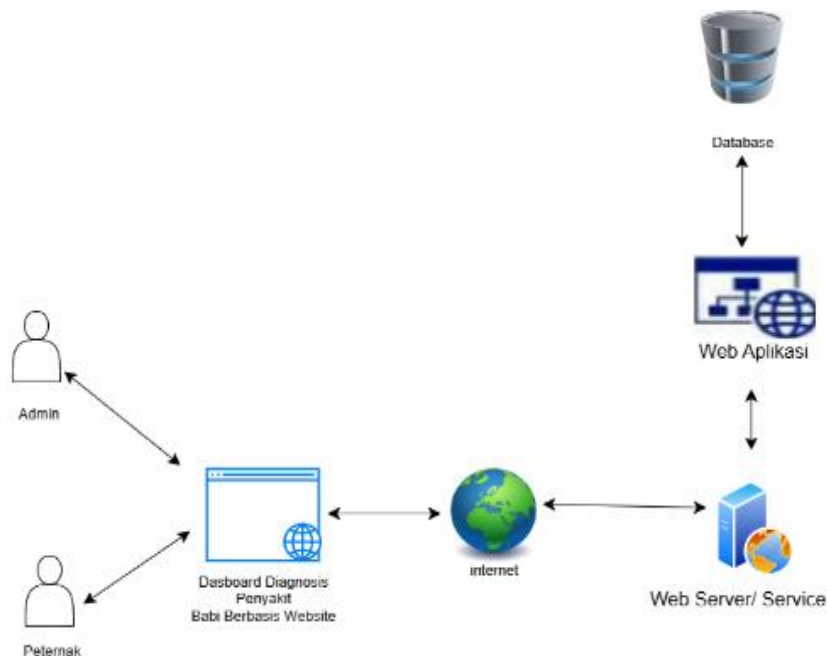 Database
Web Aplikasi
Admin
Dasboard Diagnosis
Penyakit
Babi Berbasis Website
internet
Web Server/ Service
Peternak